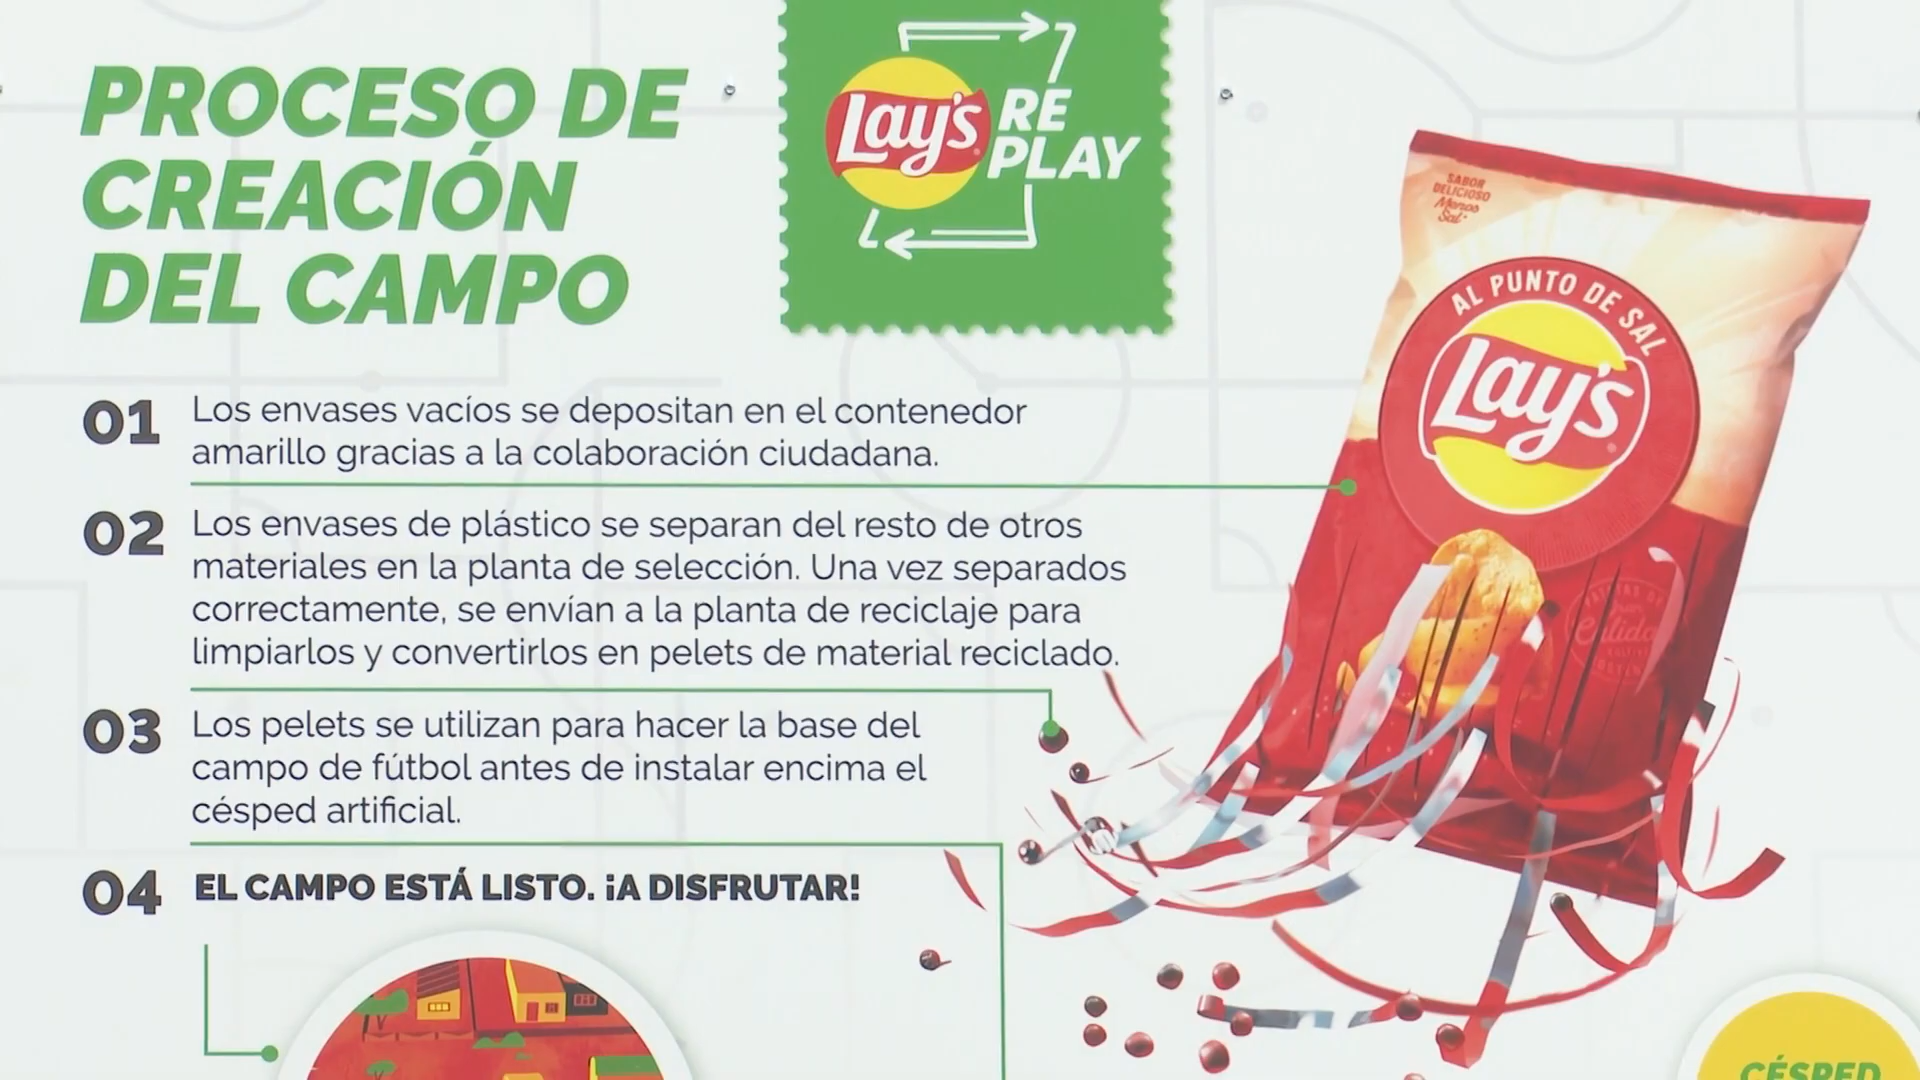 PROCESO DE
CREACIÓN
DEL CAMPO
Lay's RE
PLAY
01 Los envases vacíos se depositan en el contenedor
amarillo gracias a la colaboración ciudadana.
02 Los envases de plástico se separan del resto de otros
materiales en la planta de selección. Una vez separados
correctamente, se envían a la planta de reciclaje para
limpiarlos y convertirlos en pelets de material reciclado.
03 Los pelets se utilizan para hacer la base del
campo de fútbol antes de instalar encima el
césped artificial.
04 EL CAMPO ESTÁ LISTO. ¡A DISFRUTAR!
SABOR
DELICIOSO
Menos
Sal*
AL PUNTO DE SAL
Lay's
CÉSPED